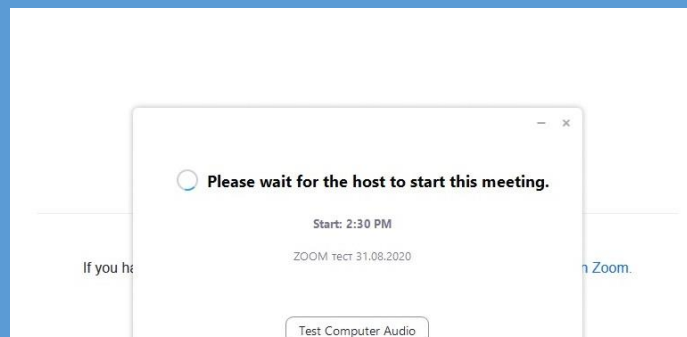 Please wait for the host to start this meeting.
Start: 2:30 PM
ZOOM тест 31.08.2020
If you ha
n Zoom.
Test Computer Audio